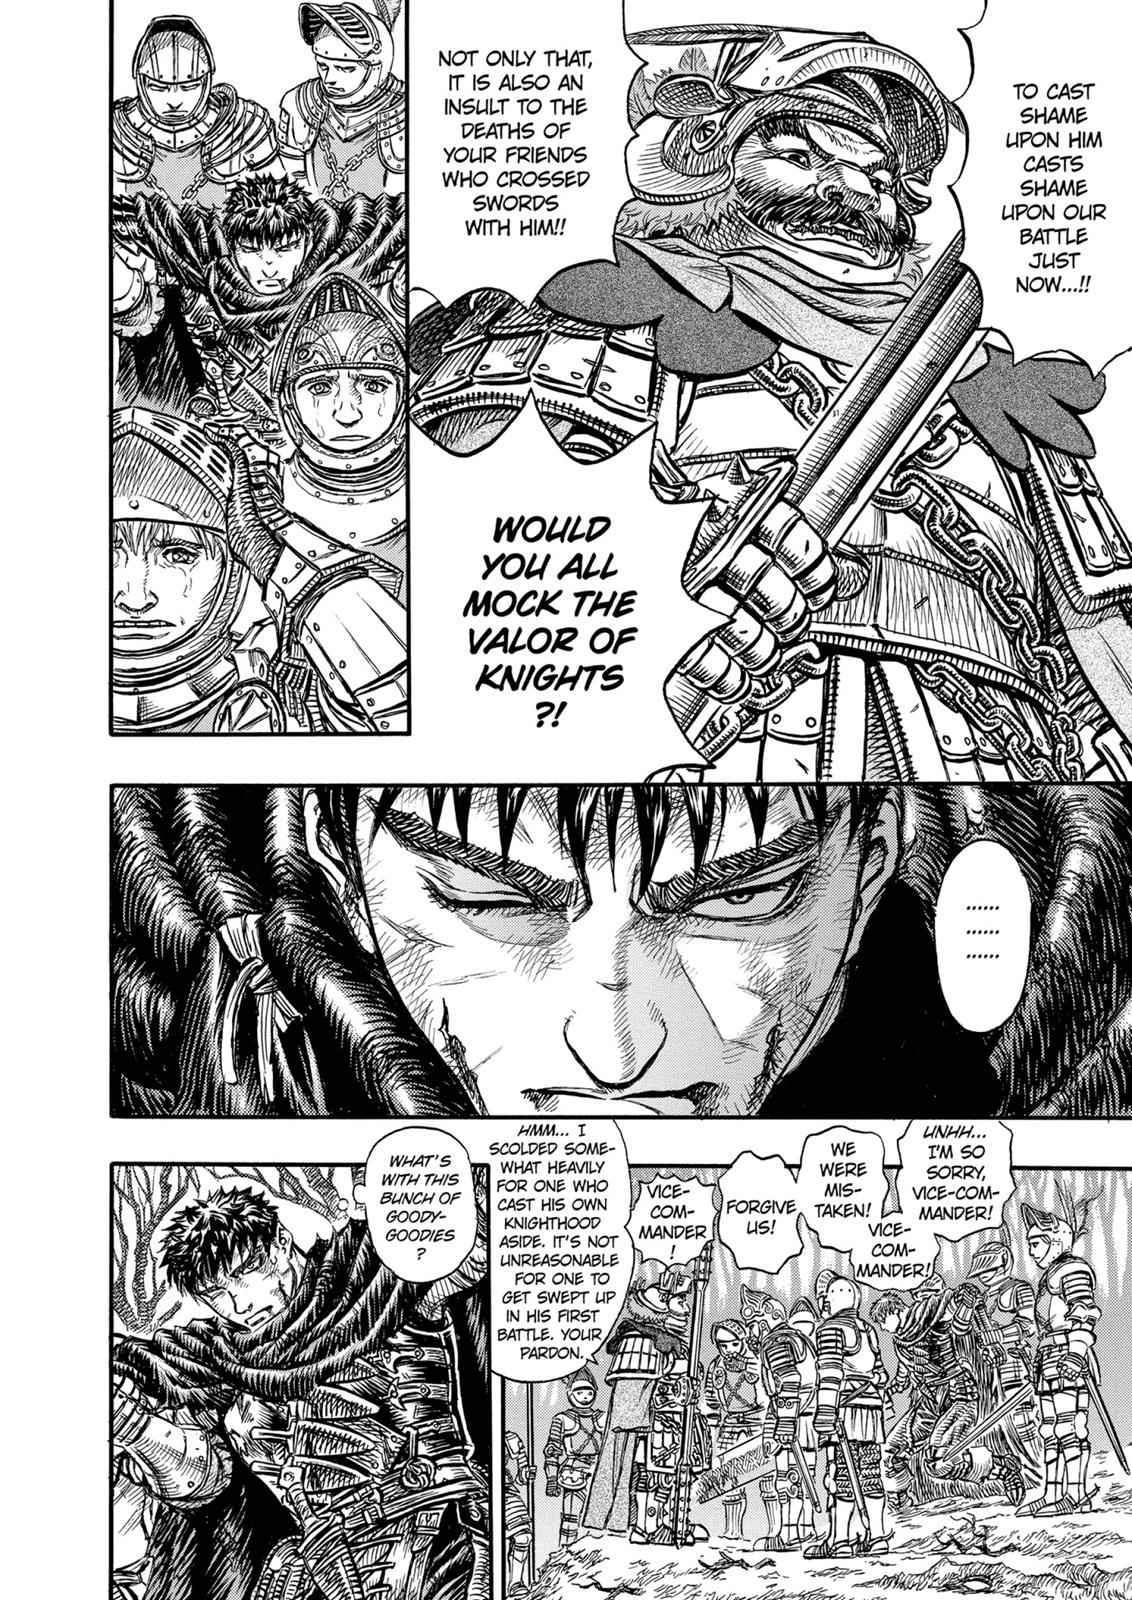 TO CAST
SHAME
UPON HIM
CASTS
SHAME
UPON OUR
BATTLE
JUST
NOW...!!
NOT ONLY THAT,
IT IS ALSO AN
INSULT TO THE
DEATHS OF
YOUR FRIENDS
WHO CROSSED
SWORDS
WITH HIM!!
WOULD
YOU ALL
MOCK THE
VALOR OF
KNIGHTS
?!
......
......
......
UNHH...
I'M SO
SORRY,
VICE-COM-
MANDER!
WE
WERE
MIS-
TAKEN!
VICE-
COM-
MANDER!
FORGIVE
US!
VICE-
COM-
MANDER
!
HMM... I
SCOLDED SOME-
WHAT HEAVILY
FOR ONE WHO
CAST HIS OWN
KNIGHTHOOD
ASIDE. IT'S NOT
UNREASONABLE
FOR ONE TO
GET SWEPT UP
IN HIS FIRST
BATTLE. YOUR
PARDON.
WHAT'S
WITH THIS
BUNCH OF
GOODY-
GOODIES
?